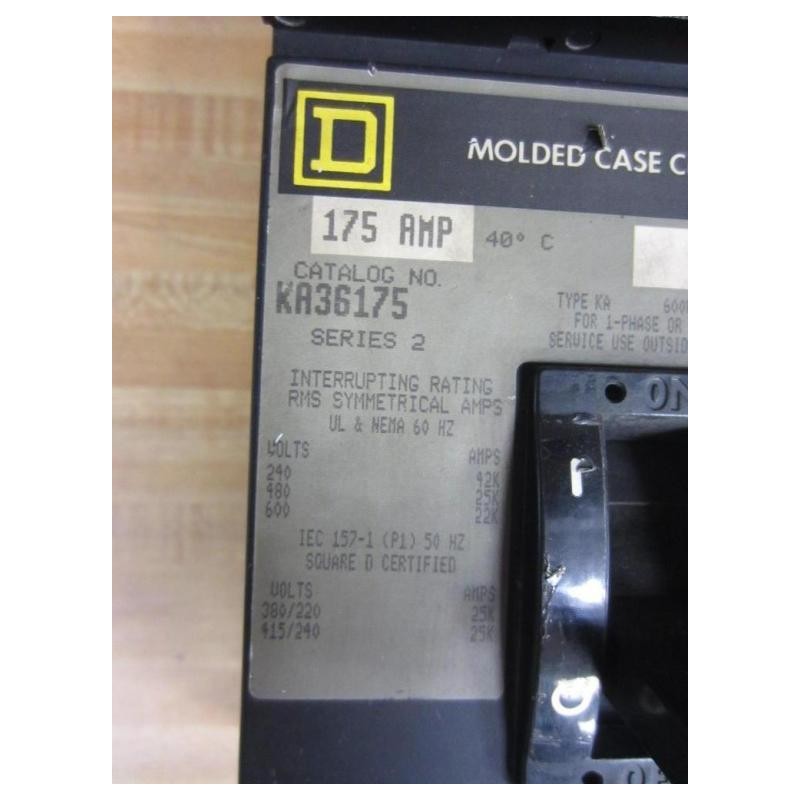 D
MOLDED CASE C
175 AMP 40° C
CATALOG NO.
KA36175
SERIES 2
TYPE KA 600
FOR 1-PHASE OR
SERVICE USE OUTSID
INTERRUPTING RATING
RMS SYMMETRICAL AMPS
UL & NEMA 60 HZ
VOLTS AMPS
240 42K
480 25K
600 22K
IEC 157-1 (P1) 50 HZ
SQUARE D CERTIFIED
VOLTS AMPS
380/220 25K
415/240 25K
ON
I
O
O